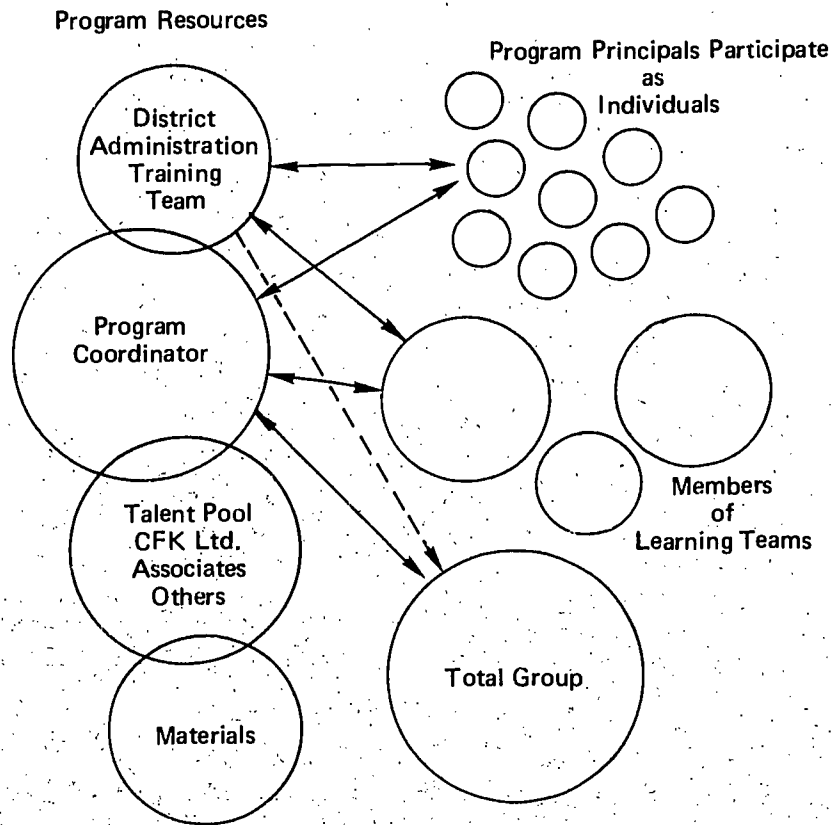 Program Resources
District
Administration
Training
Team
Program
Coordinator
Talent Pool
CFK Ltd.
Associates
Others
Materials
Program Principals Participate
as
Individuals
Members
of
Learning Teams
Total Group